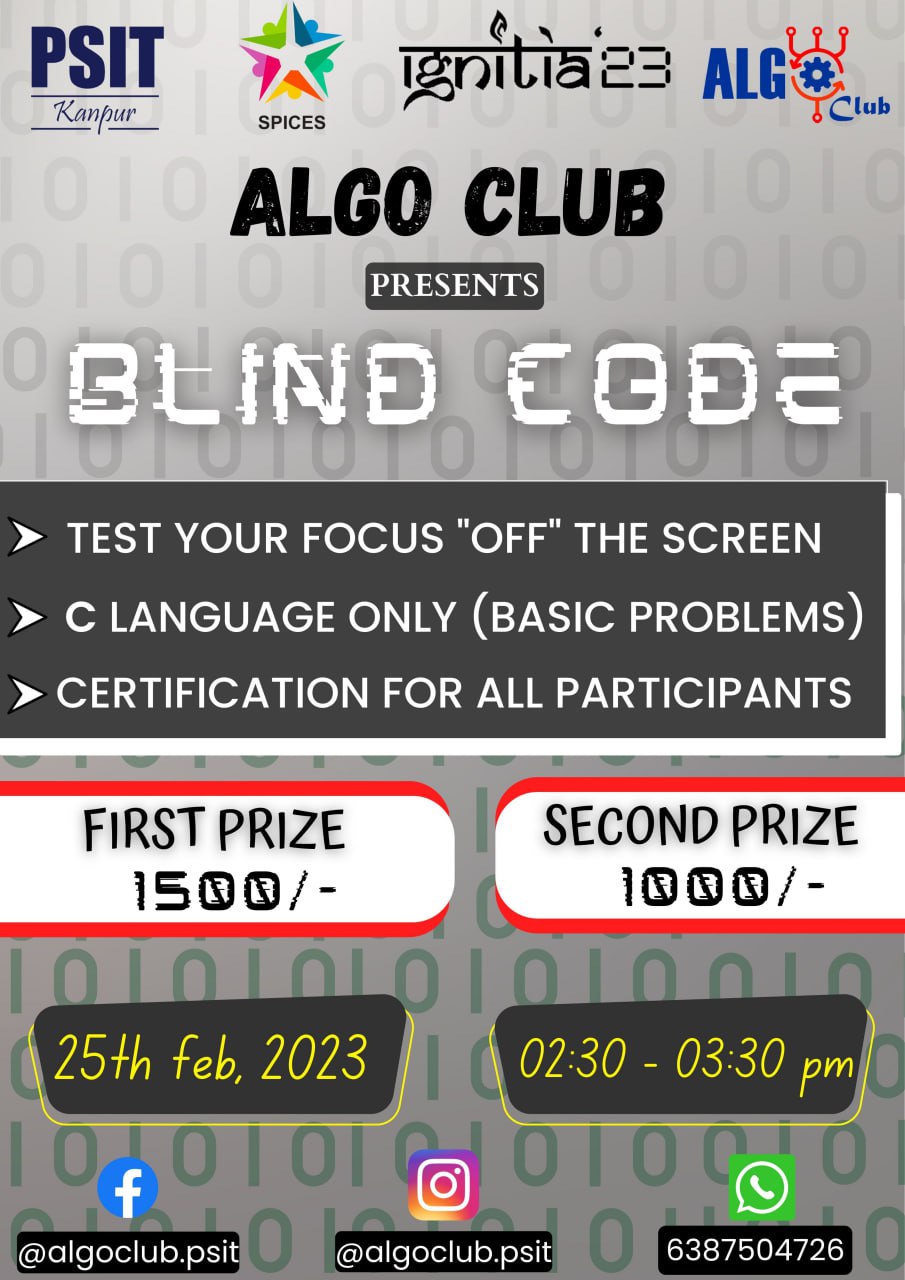 PSIT
Kanpur
SPICES
ignitia'23
ALGO
Club
ALGO CLUB
PRESENTS
BLIND CODE
TEST YOUR FOCUS "OFF" THE SCREEN
C LANGUAGE ONLY (BASIC PROBLEMS)
CERTIFICATION FOR ALL PARTICIPANTS
FIRST PRIZE
1500/-
SECOND PRIZE
1000/-
25th feb, 2023
02:30 - 03:30 pm
@algoclub.psit
@algoclub.psit
6387504726